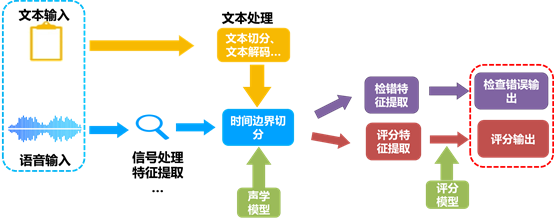 文本输入
文本处理
文本切分、
文本解码...
语音输入
信号处理
特征提取
...
时间边界切
分
声学
模型
检错特
征提取
检查错误输
出
评分特
征提取
评分输出
评分
模型